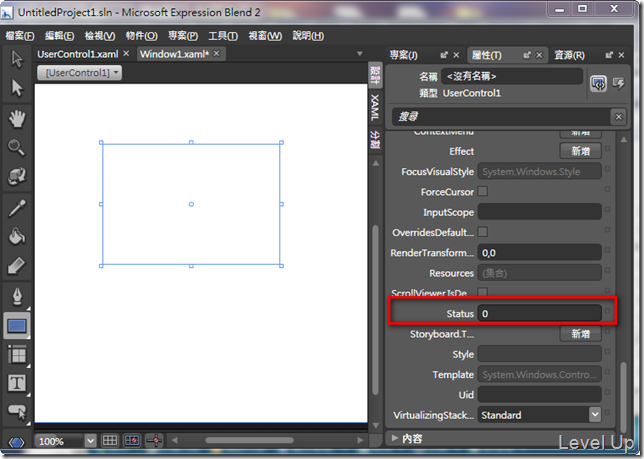 UntitledProject1.sln - Microsoft Expression Blend 2
檔案(F) 編輯(E) 檢視(V) 物件(O) 專案(P) 工具(T) 視窗(W) 說明(H)
UserControl1.xaml × Window1.xaml* ×
[UserControl1]
設計
XAML
分割
100%
專案(J) 屬性(T) 資源(R)
名稱 <沒有名稱>
類型 UserControl1
搜尋
ContextMenu 新增
Effect 新增
FocusVisualStyle System.Windows.Style
ForceCursor
InputScope
OverridesDefault...
RenderTransform... 0,0
Resources (集合)
ScrollViewer.IsDe...
Status 0
Storyboard.T... 新增
Style
Template System.Windows.Contro...
Uid
VirtualizingStack... Standard
內容
Level Up